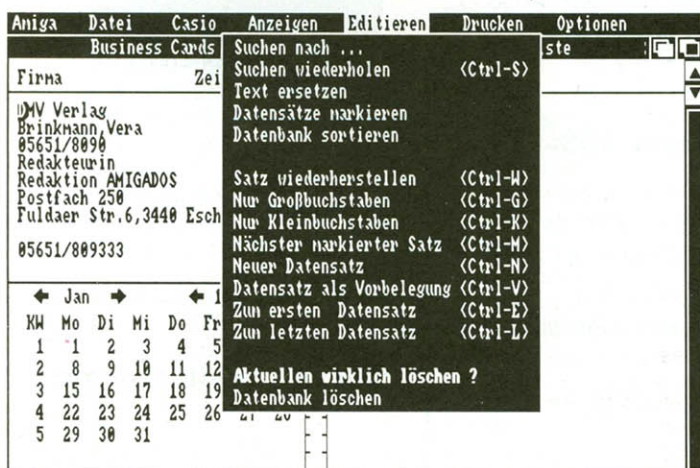 Amiga Datei Casio Anzeigen Editieren Drucken Optionen
Business Cards
ste
Firma Zei
DMV Verlag
Brinkmann,Vera
05651/8090
Redakteurin
Redaktion AMIGADOS
Postfach 250
Fuldaer Str.6,3440 Esch
05651/809333
Suchen nach ...
Suchen wiederholen <Ctrl-S>
Text ersetzen
Datensätze markieren
Datenbank sortieren
Satz wiederherstellen <Ctrl-W>
Nur Großbuchstaben <Ctrl-G>
Nur Kleinbuchstaben <Ctrl-K>
Nächster markierter Satz <Ctrl-M>
Neuer Datensatz <Ctrl-N>
Datensatz als Vorbelegung <Ctrl-V>
Zum ersten Datensatz <Ctrl-E>
Zum letzten Datensatz <Ctrl-L>
Aktuellen wirklich löschen ?
Datenbank löschen
Jan 1
KW Mo Di Mi Do Fr
1 1 2 3 4 5
2 8 9 10 11 12
3 15 16 17 18 19
4 22 23 24 25 26
5 29 30 31